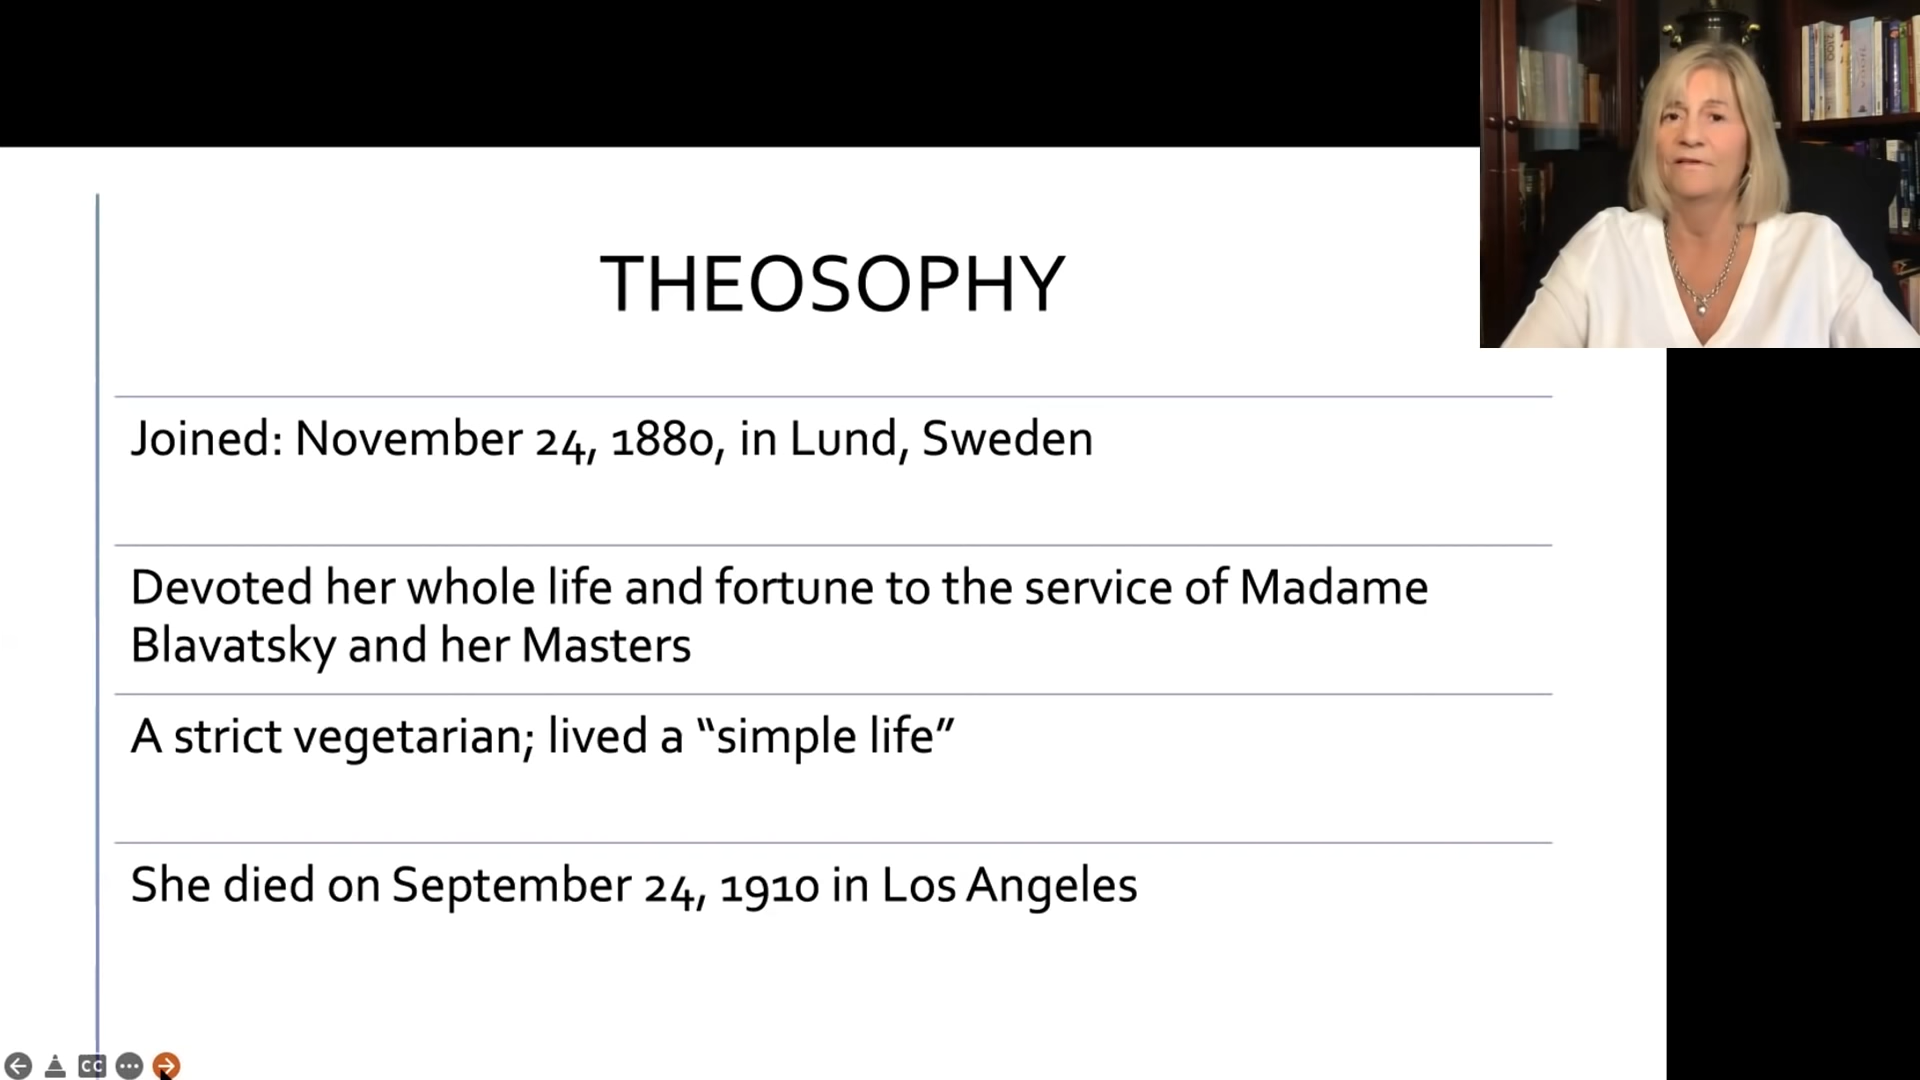 THEOSOPHY
Joined: November 24, 1880, in Lund, Sweden
Devoted her whole life and fortune to the service of Madame
Blavatsky and her Masters
A strict vegetarian; lived a “simple life”
She died on September 24, 1910 in Los Angeles
CC